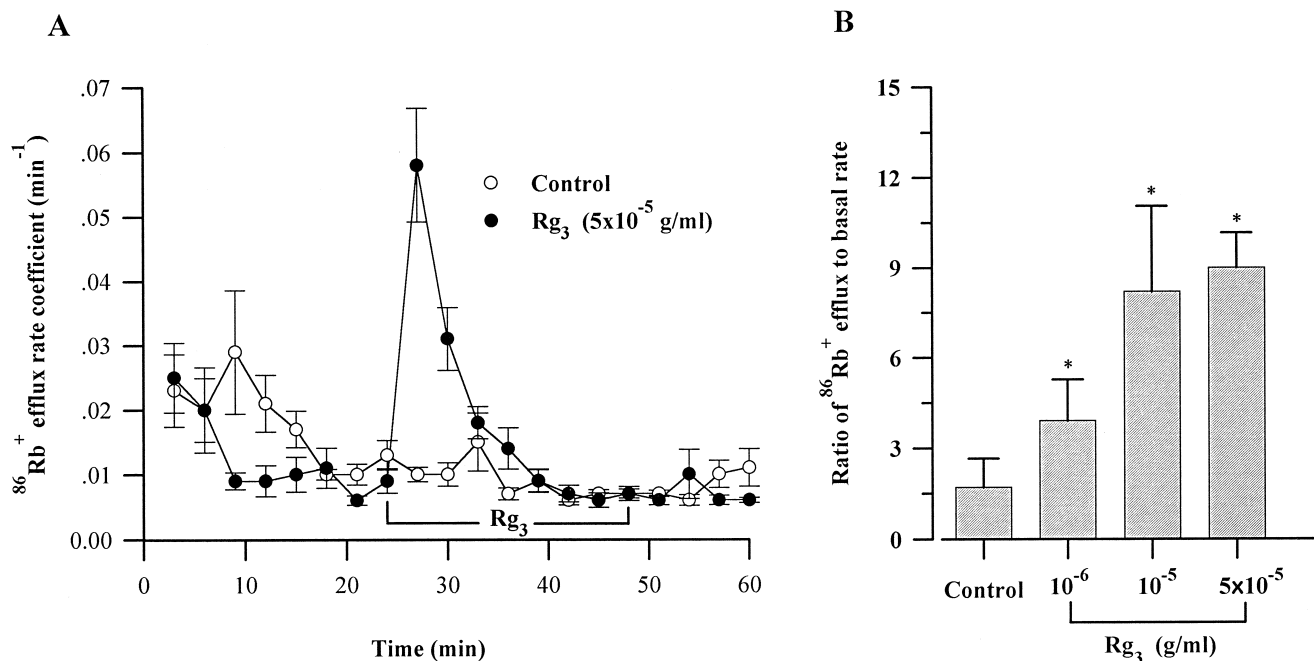 A
.07
.06
.05
.04
.03
.02
.01
0.00
⁸⁶Rb⁺ efflux rate coefficient (min⁻¹)
Control
Rg₃ (5x10⁻⁵ g/ml)
Rg₃
0 10 20 30 40 50 60
Time (min)
B
15
12
9
6
3
0
Ratio of ⁸⁶Rb⁺ efflux to basal rate
* * *
Control 10⁻⁶ 10⁻⁵ 5x10⁻⁵
Rg₃ (g/ml)